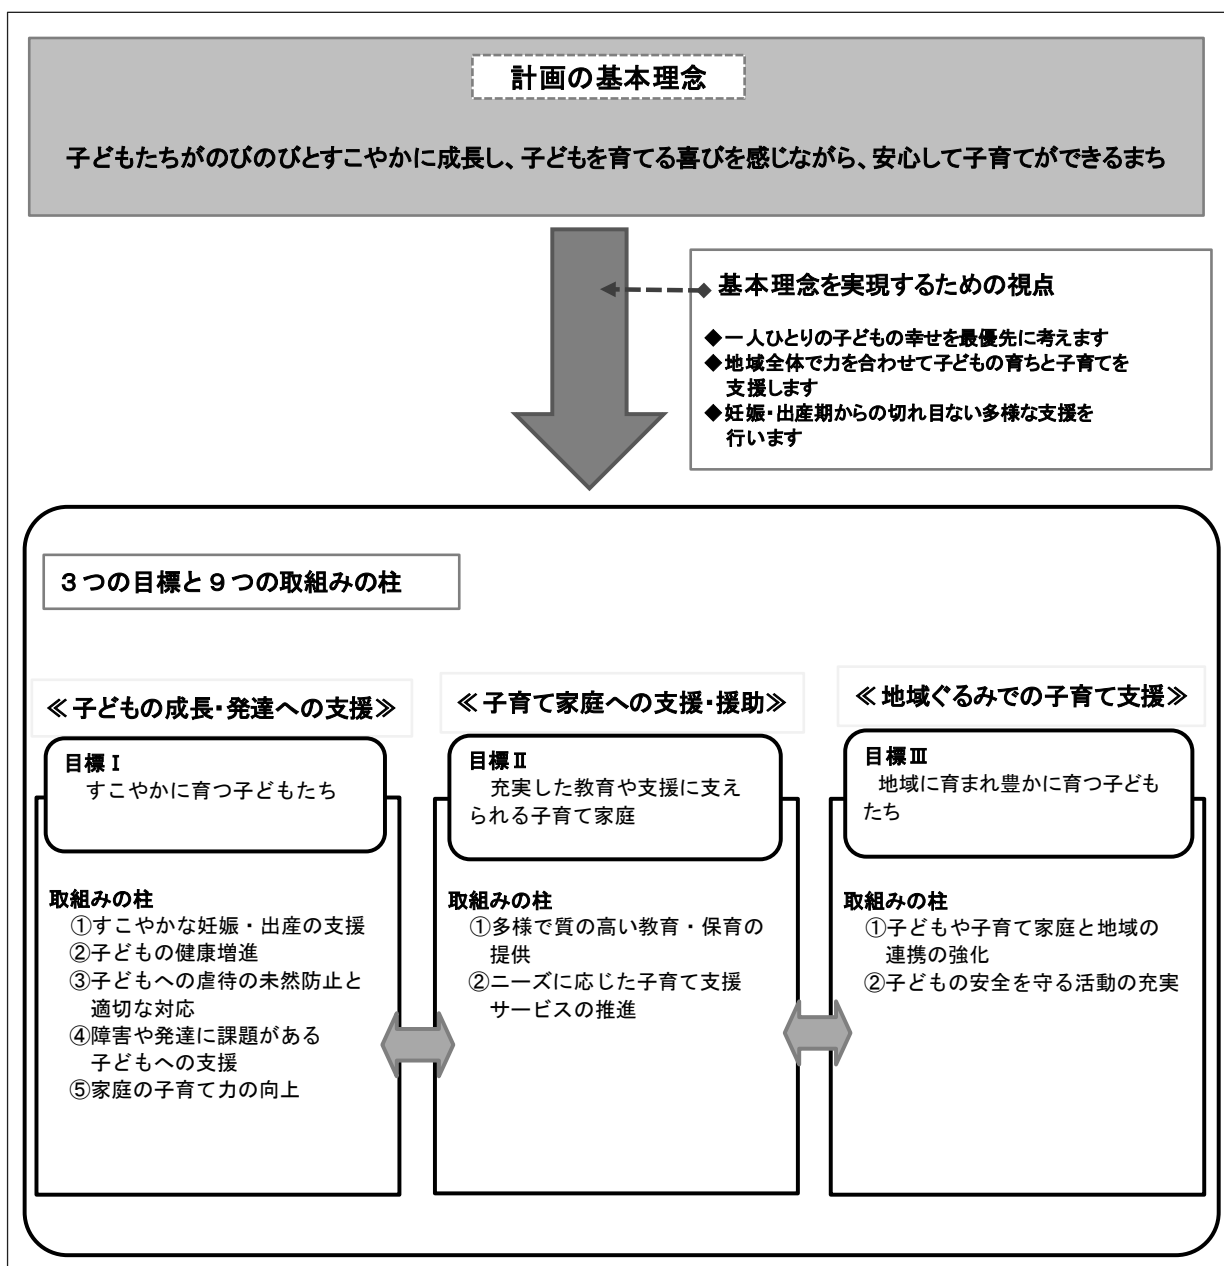 計画の基本理念
子どもたちがのびのびとすこやかに成長し、子どもを育てる喜びを感じながら、安心して子育てができるまち
基本理念を実現するための視点
◆一人ひとりの子どもの幸せを最優先に考えます
◆地域全体で力を合わせて子どもの育ちと子育てを
支援します
◆妊娠・出産期からの切れ目ない多様な支援を
行います
３つの目標と９つの取組みの柱
≪子どもの成長・発達への支援≫
目標Ⅰ
すこやかに育つ子どもたち
取組みの柱
①すこやかな妊娠・出産の支援
②子どもの健康増進
③子どもへの虐待の未然防止と
適切な対応
④障害や発達に課題がある
子どもへの支援
⑤家庭の子育て力の向上
≪子育て家庭への支援・援助≫
目標Ⅱ
充実した教育や支援に支え
られる子育て家庭
取組みの柱
①多様で質の高い教育・保育の
提供
②ニーズに応じた子育て支援
サービスの推進
≪地域ぐるみでの子育て支援≫
目標Ⅲ
地域に育まれ豊かに育つ子ども
たち
取組みの柱
①子どもや子育て家庭と地域の
連携の強化
②子どもの安全を守る活動の充実